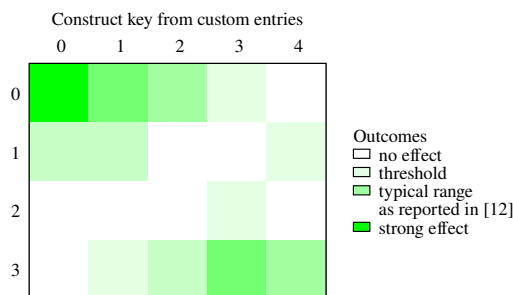 Construct key from custom entries
0 1 2 3 4
0
1
2
3
Outcomes
no effect
threshold
typical range
as reported in [12]
strong effect